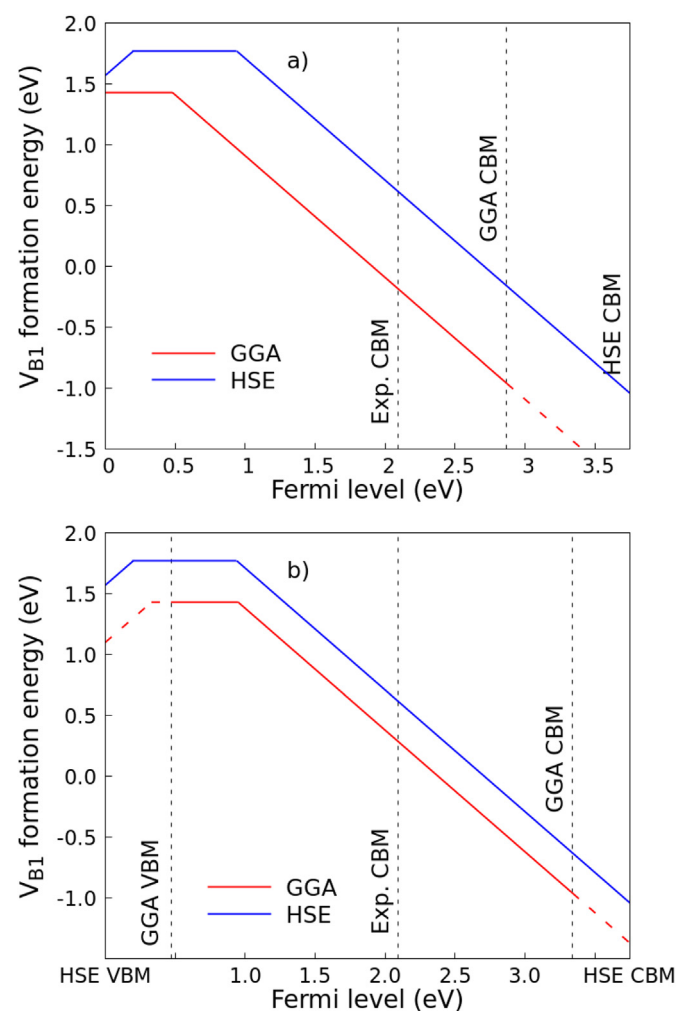 2.0
1.5
1.0
0.5
0.0
-0.5
-1.0
-1.5
V_B1 formation energy (eV)
a)
GGA CBM
HSE CBM
Exp. CBM
GGA
HSE
0 0.5 1 1.5 2 2.5 3 3.5
Fermi level (eV)
2.0
1.5
1.0
0.5
0.0
-0.5
-1.0
V_B1 formation energy (eV)
b)
GGA CBM
Exp. CBM
GGA VBM
GGA
HSE
HSE VBM 1.0 1.5 2.0 2.5 3.0 HSE CBM
Fermi level (eV)